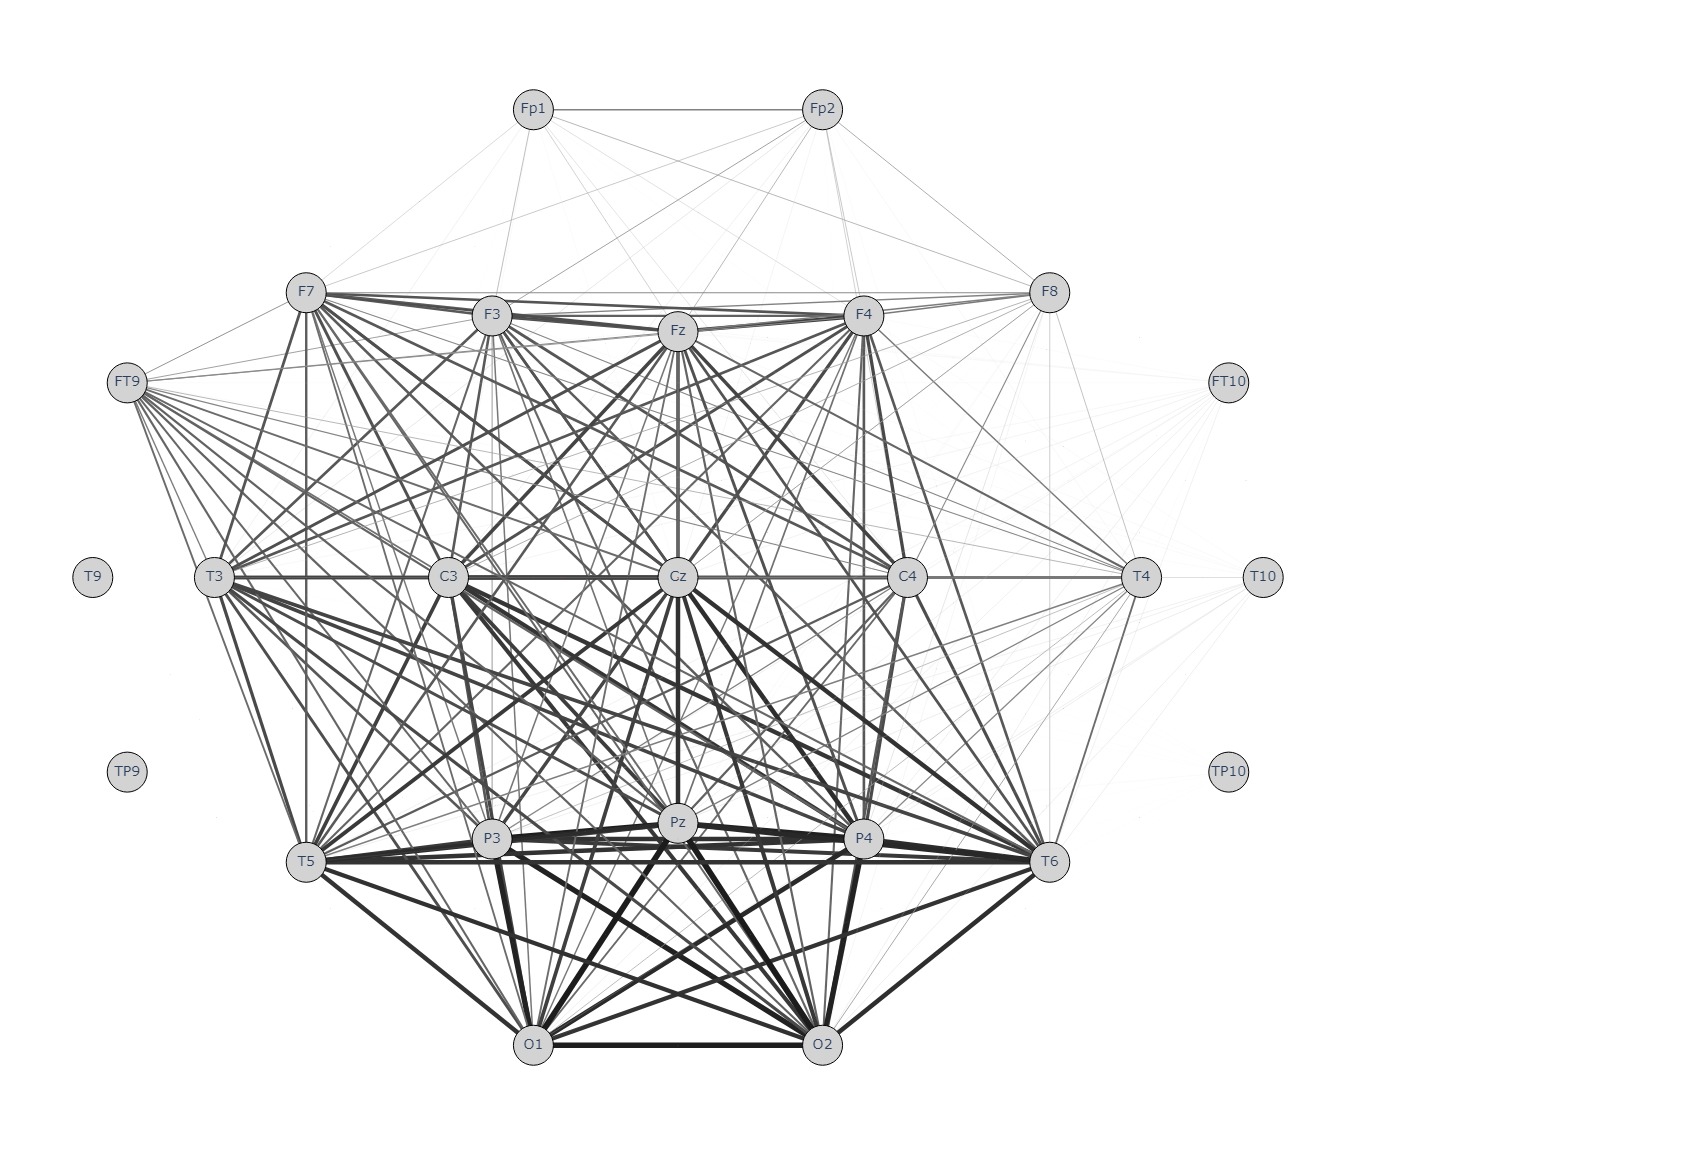 Fp1 Fp2
F7 F3 Fz F4 F8
FT9 FT10
T9 T3 C3 Cz C4 T4 T10
TP9 TP10
T5 P3 Pz P4 T6
O1 O2